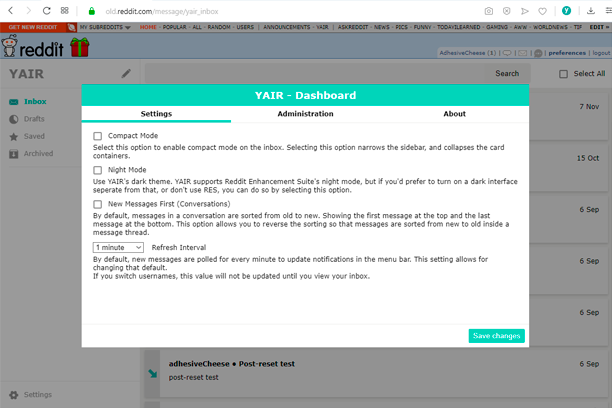 old.reddit.com/message/yair_inbox
GET NEW REDDIT MY SUBREDDITS HOME - POPULAR - ALL - RANDOM - USERS | ANNOUNCEMENTS - YAIR | ASKREDDIT - NEWS - PICS - FUNNY - TODAYILEARNED - GAMING - AWW - WORLDNEWS - TIF EDIT »
reddit
AdhesiveCheese (1) | preferences | logout
YAIR
Search
Select All
Inbox
Drafts
Saved
Archived
Settings
YAIR - Dashboard
Settings Administration About
Compact Mode
Select this option to enable compact mode on the inbox. Selecting this option narrows the sidebar, and collapses the card
containers.
Night Mode
Use YAIR's dark theme. YAIR supports Reddit Enhancement Suite's night mode, but if you'd prefer to turn on a dark interface
seperate from that, or don't use RES, you can do so by selecting this option.
New Messages First (Conversations)
By default, messages in a conversation are sorted from old to new. Showing the first message at the top and the last
message at the bottom. This option allows you to reverse the sorting so that messages are sorted from new to old inside a
message thread.
1 minute Refresh Interval
By default, new messages are polled for every minute to update notifications in the menu bar. This setting allows for
changing that default.
If you switch usernames, this value will not be updated until you view your inbox.
Save changes
7 Nov
15 Oct
6 Sep
6 Sep
6 Sep
adhesiveCheese • Post-reset test 6 Sep
post-reset test